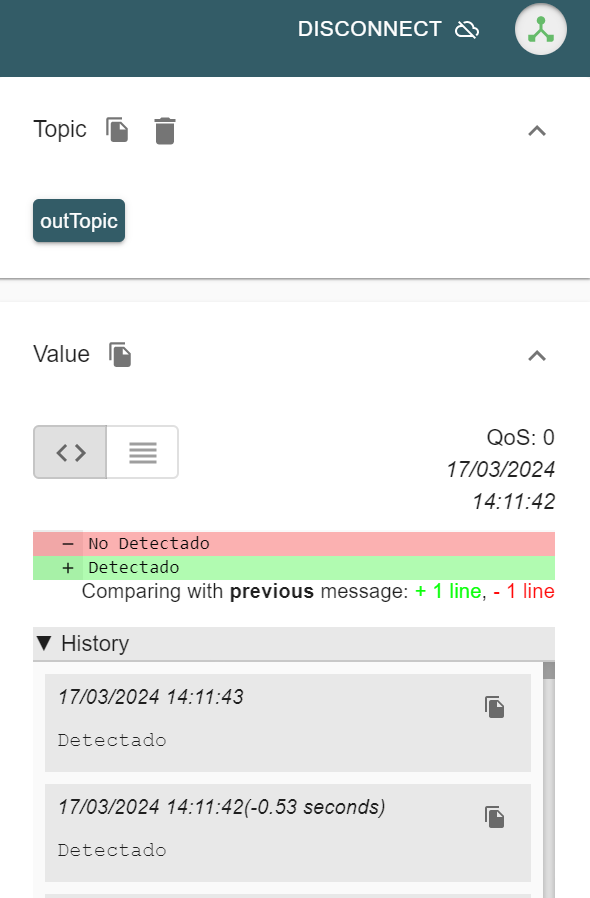 DISCONNECT
Topic
outTopic
Value
QoS: 0
17/03/2024
14:11:42
- No Detectado
+ Detectado
Comparing with previous message: + 1 line, - 1 line
▼ History
17/03/2024 14:11:43
Detectado
17/03/2024 14:11:42(-0.53 seconds)
Detectado